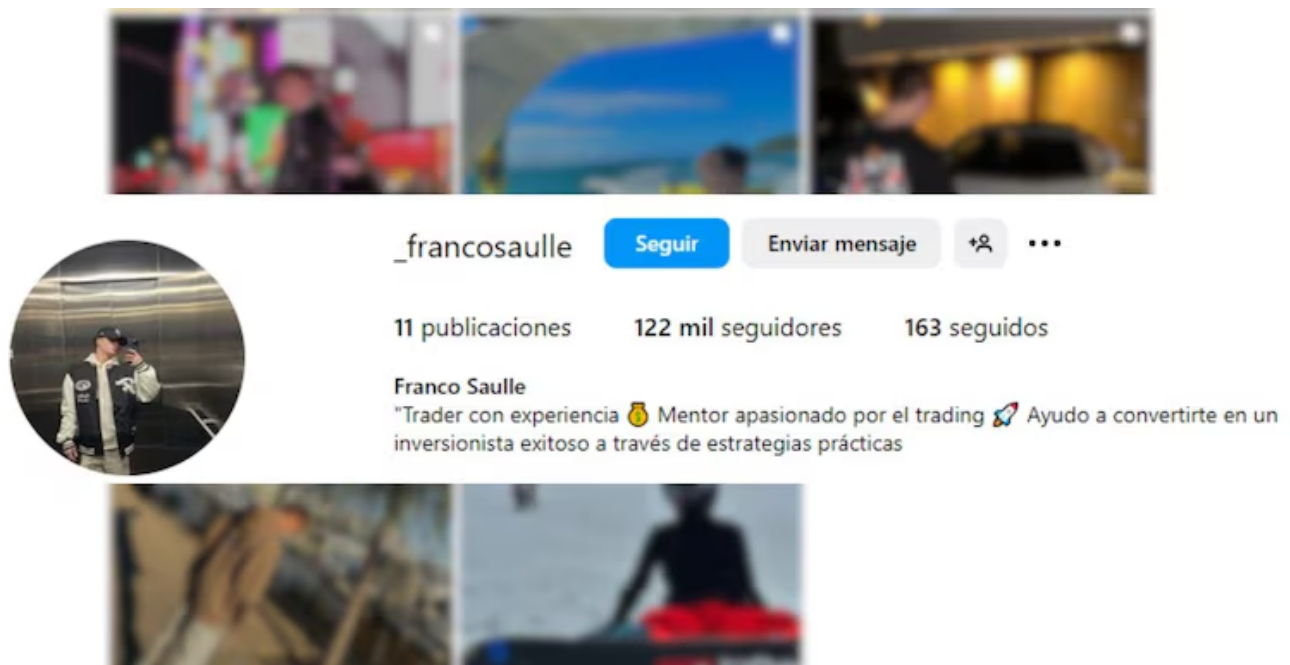 _francosaulle Seguir Enviar mensaje
11 publicaciones 122 mil seguidores 163 seguidos
Franco Saulle
"Trader con experiencia 💰 Mentor apasionado por el trading 🚀 Ayudo a convertirte en un
inversionista exitoso a través de estrategias prácticas